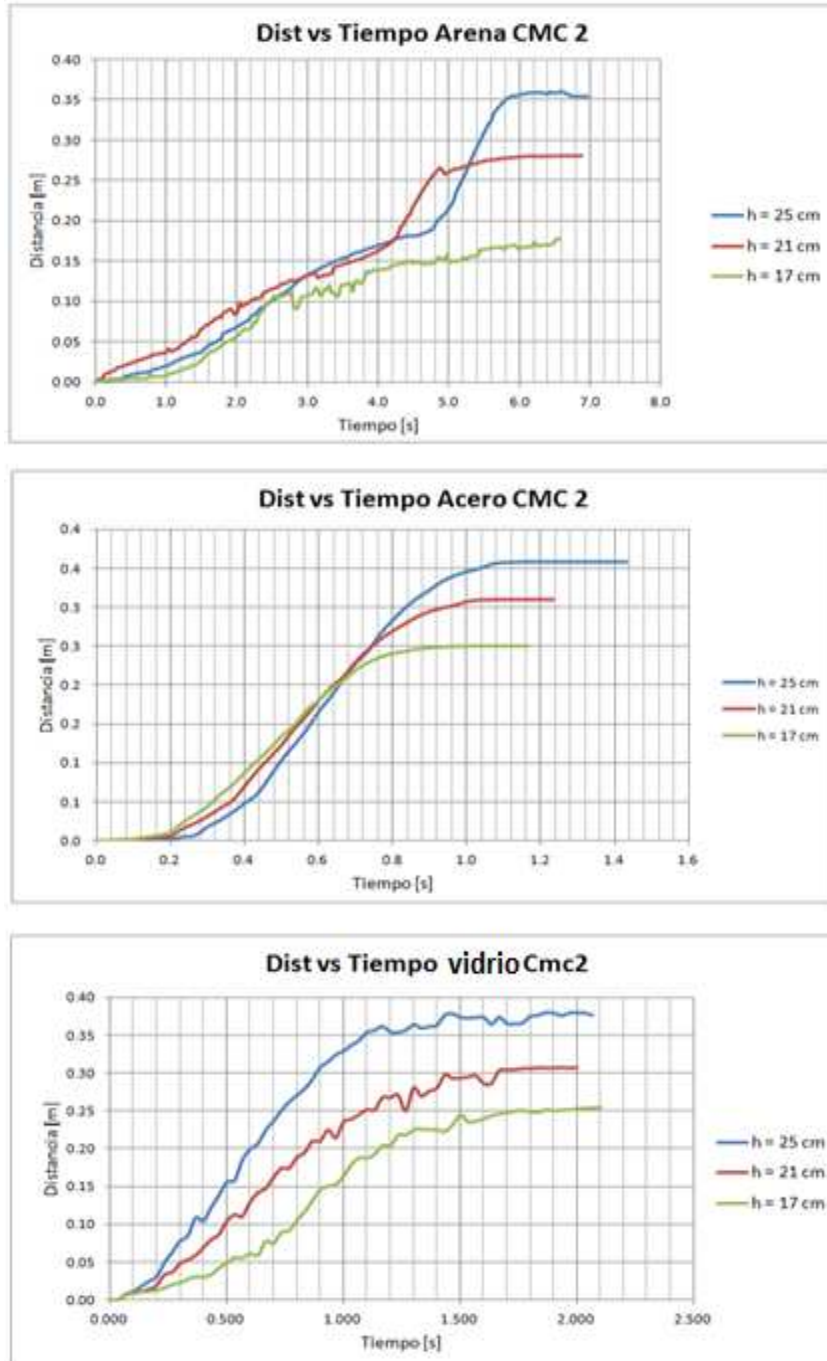 Dist vs Tiempo Arena CMC 2
0.40
0.35
0.30
0.25
0.20
0.15
0.10
0.05
0.00
Distancia [m]
0.0 1.0 2.0 3.0 4.0 5.0 6.0 7.0 8.0
Tiempo [s]
h = 25 cm
h = 21 cm
h = 17 cm
Dist vs Tiempo Acero CMC 2
0.4
0.4
0.3
0.3
0.2
0.2
0.1
0.1
0.0
Distancia [m]
0.0 0.2 0.4 0.6 0.8 1.0 1.2 1.4 1.6
Tiempo [s]
h = 25 cm
h = 21 cm
h = 17 cm
Dist vs Tiempo vidrio Cmc2
0.40
0.35
0.30
0.25
0.20
0.15
0.10
0.05
0.00
Distancia [m]
0.000 0.500 1.000 1.500 2.000 2.500
Tiempo [s]
h = 25 cm
h = 21 cm
h = 17 cm